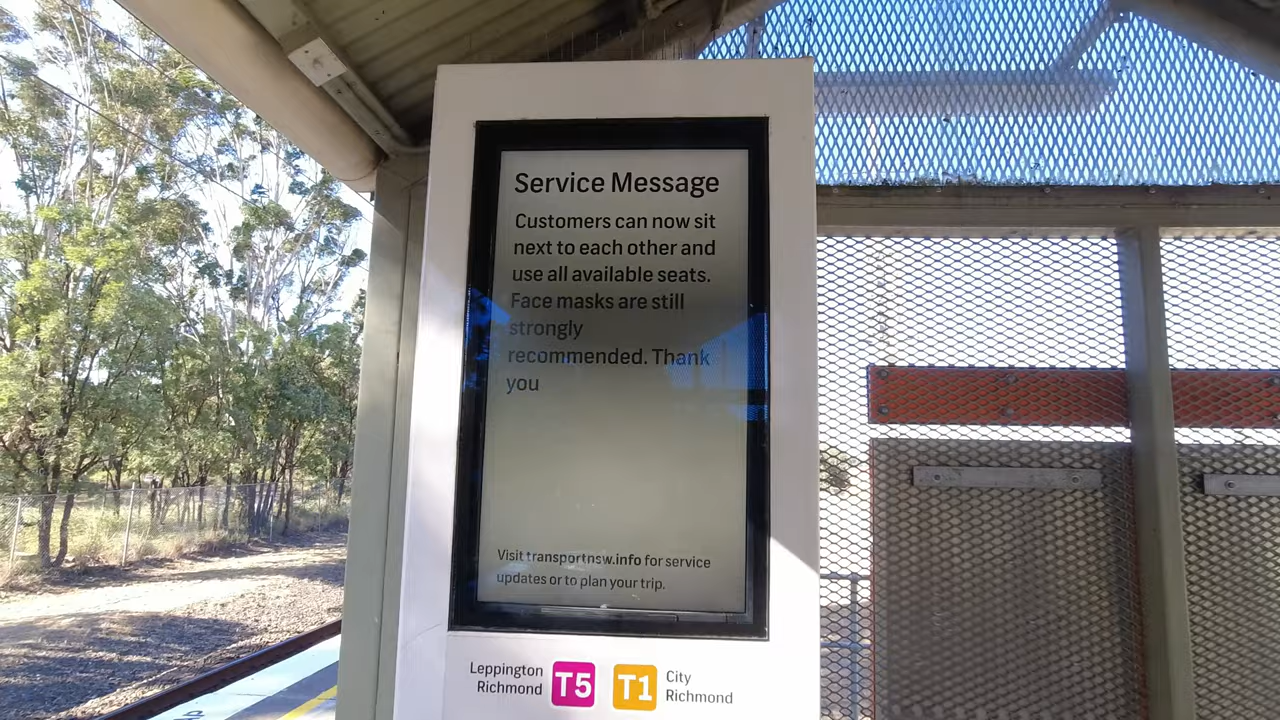 Service Message
Customers can now sit
next to each other and
use all available seats.
Face masks are still
strongly
recommended. Thank
you
Visit transportnsw.info for service
updates or to plan your trip.
Leppington
Richmond
T5
T1
City
Richmond